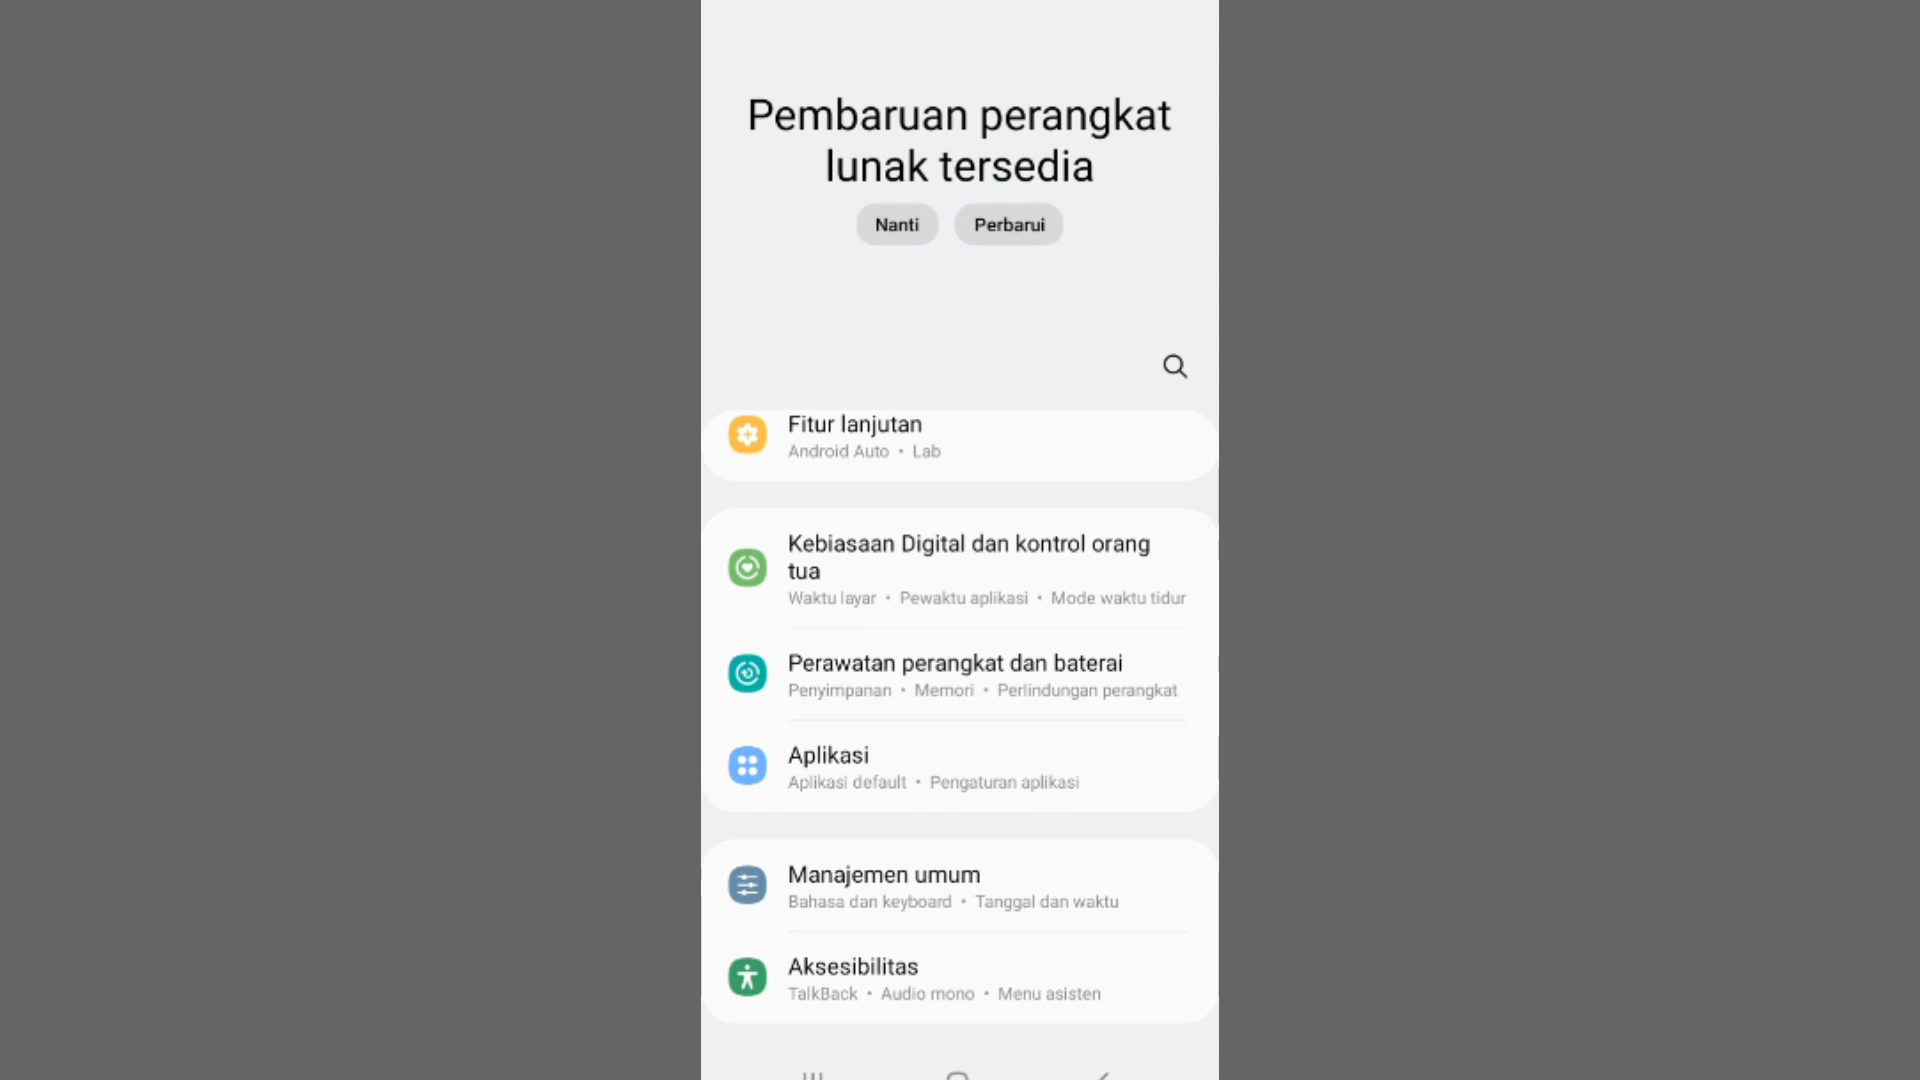 Pembaruan perangkat
lunak tersedia
Nanti Perbarui
Fitur lanjutan
Android Auto • Lab
Kebiasaan Digital dan kontrol orang
tua
Waktu layar • Pewaktu aplikasi • Mode waktu tidur
Perawatan perangkat dan baterai
Penyimpanan • Memori • Perlindungan perangkat
Aplikasi
Aplikasi default • Pengaturan aplikasi
Manajemen umum
Bahasa dan keyboard • Tanggal dan waktu
Aksesibilitas
TalkBack • Audio mono • Menu asisten